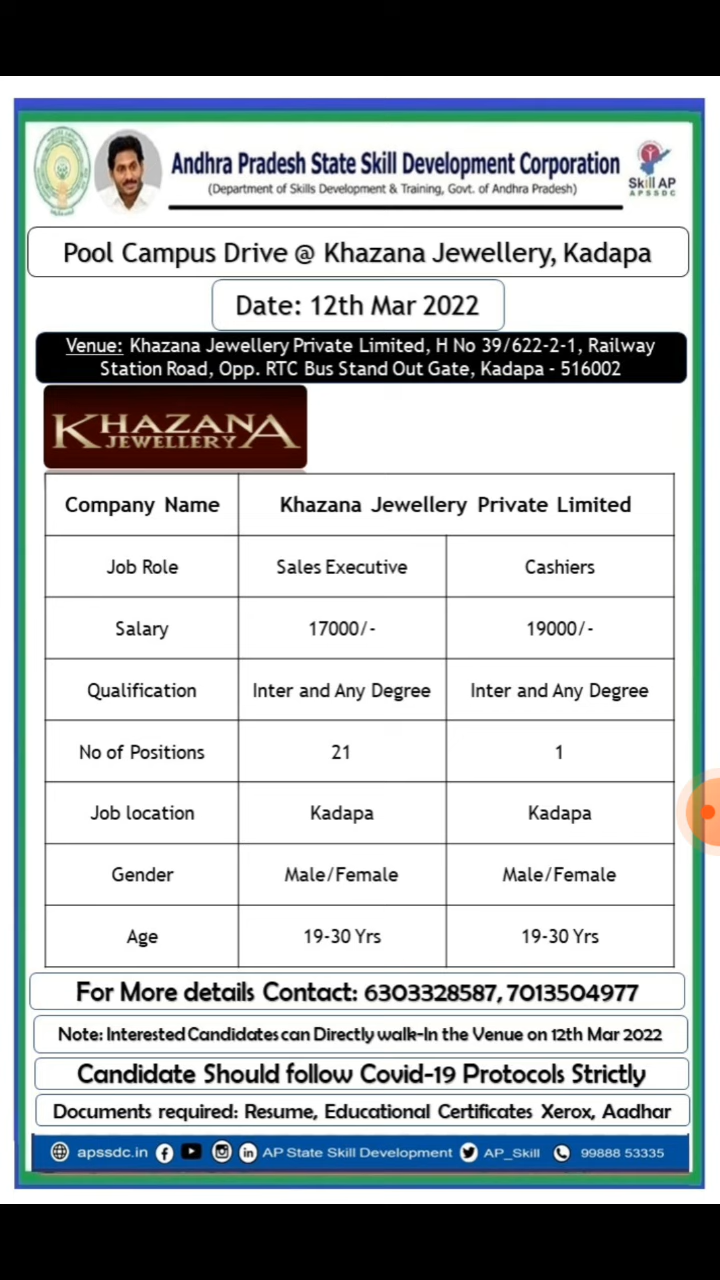 Andhra Pradesh State Skill Development Corporation
(Department of Skills Development & Training, Govt. of Andhra Pradesh)
Skill AP
APSSDC
Pool Campus Drive @ Khazana Jewellery, Kadapa
Date: 12th Mar 2022
Venue: Khazana Jewellery Private Limited, H No 39/622-2-1, Railway
Station Road, Opp. RTC Bus Stand Out Gate, Kadapa - 516002
KHAZANA
JEWELLERY
Company Name Khazana Jewellery Private Limited
Job Role Sales Executive Cashiers
Salary 17000/- 19000/-
Qualification Inter and Any Degree Inter and Any Degree
No of Positions 21 1
Job location Kadapa Kadapa
Gender Male/Female Male/Female
Age 19-30 Yrs 19-30 Yrs
For More details Contact: 6303328587, 7013504977
Note: Interested Candidates can Directly walk-In the Venue on 12th Mar 2022
Candidate Should follow Covid-19 Protocols Strictly
Documents required: Resume, Educational Certificates Xerox, Aadhar
apssdc.in AP State Skill Development AP_Skill 99888 53335